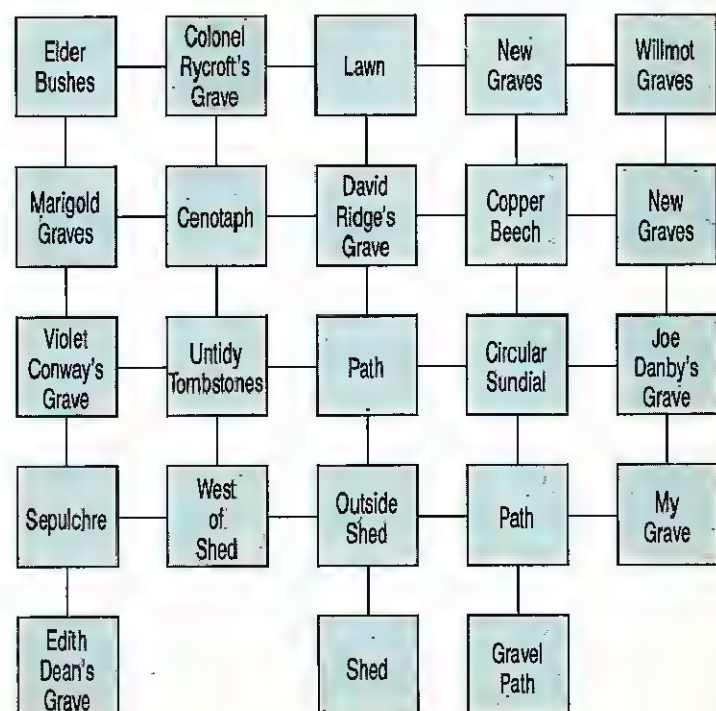 Elder
Bushes
Colonel
Rycroft's
Grave
Lawn
New
Graves
Willmot
Graves
Marigold
Graves
Cenotaph
David
Ridge's
Grave
Copper
Beech
New
Graves
Violet
Conway's
Grave
Untidy
Tombstones
Path
Circular
Sundial
Joe
Danby's
Grave
Sepulchre
West
of
Shed
Outside
Shed
Path
My
Grave
Edith
Dean's
Grave
Shed
Gravel
Path